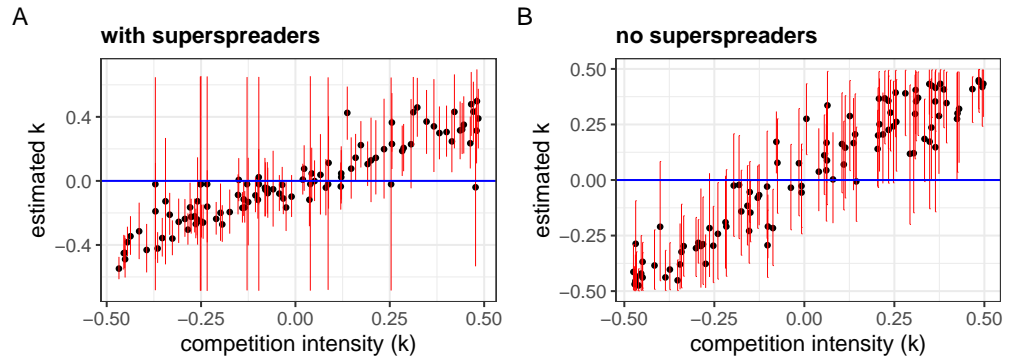 A
with superspreaders
estimated k
0.4
0.0
−0.4
−0.50
−0.25
0.00
0.25
0.50
competition intensity (k)
B
no superspreaders
estimated k
0.50
0.25
0.00
−0.25
−0.50
−0.50
−0.25
0.00
0.25
0.50
competition intensity (k)